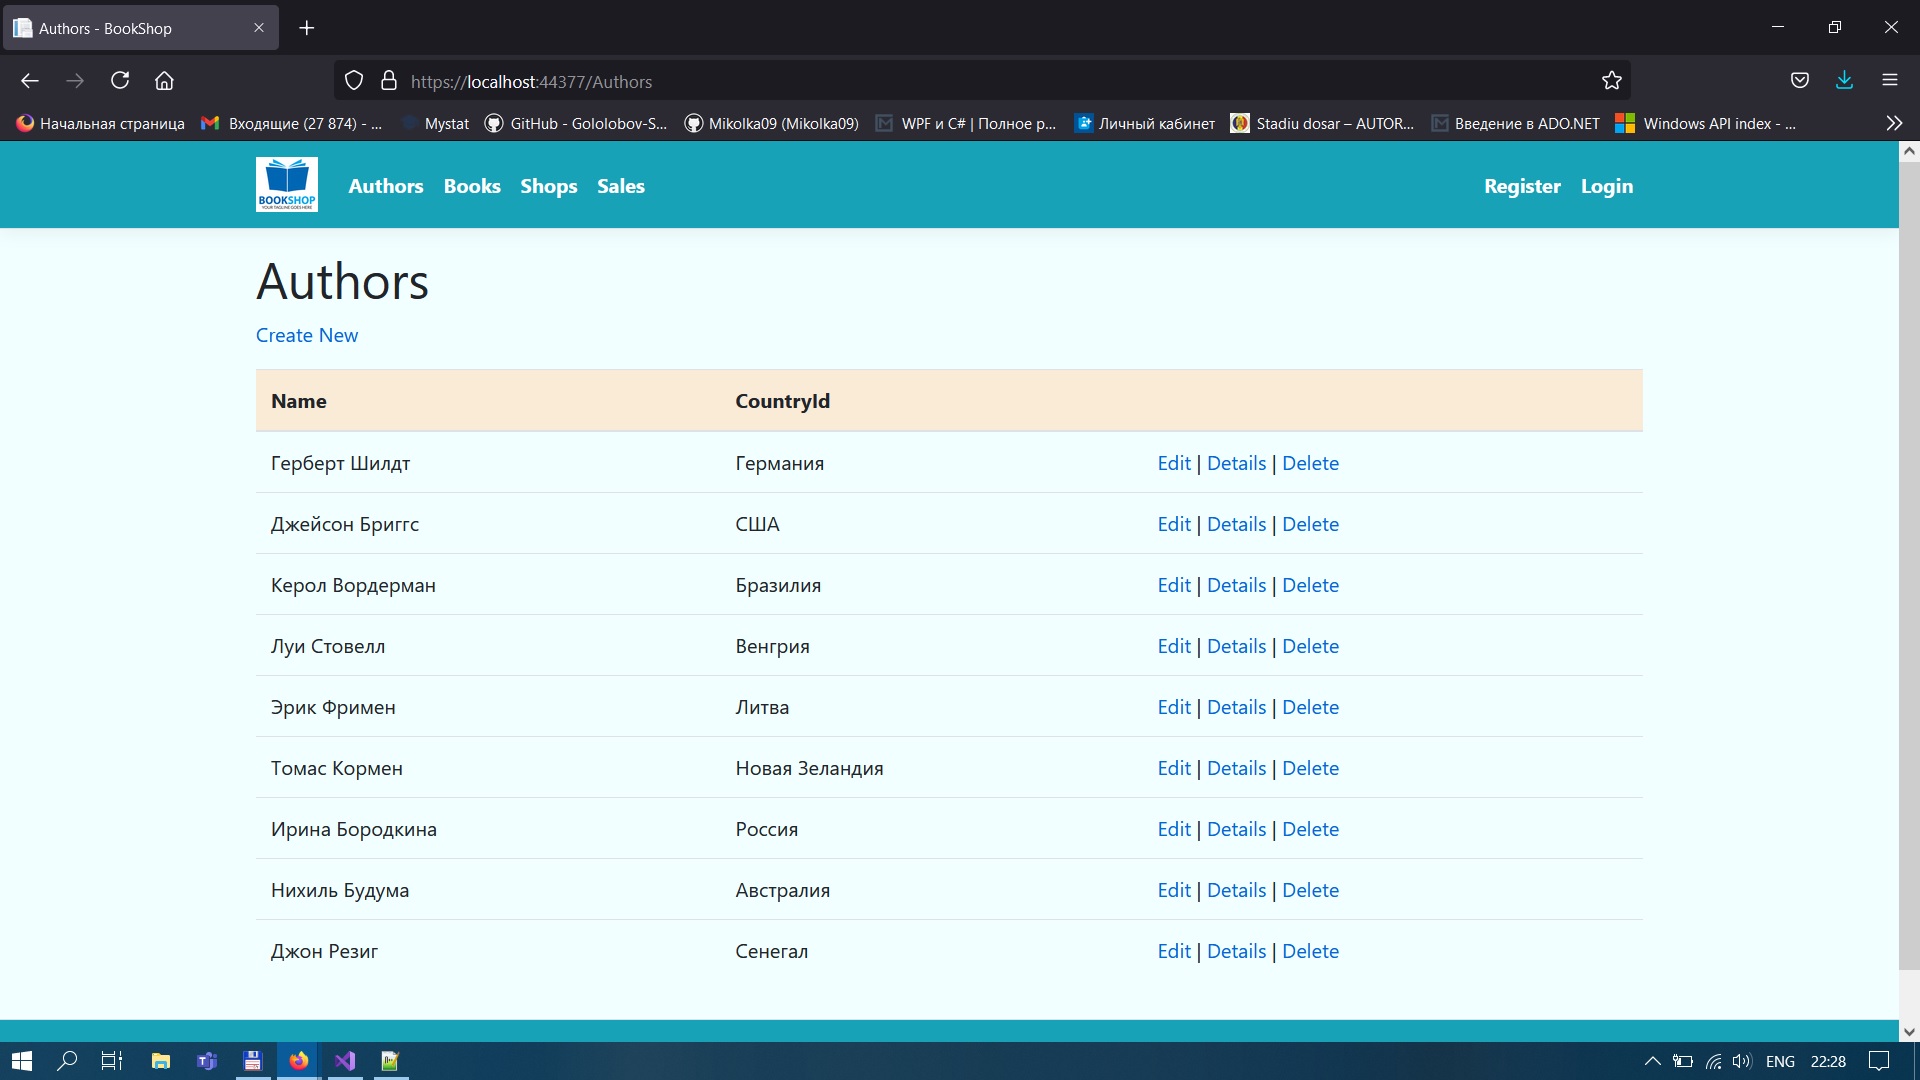 Authors - BookShop
https://localhost:44377/Authors
Начальная страница Входящие (27 874) - ... Mystat GitHub - Gololobov-S... Mikolka09 (Mikolka09) WPF и C# | Полное р... Личный кабинет Stadiu dosar – AUTOR... Введение в ADO.NET Windows API index - ...
BOOKSHOP
YOUR TAGLINE GOES HERE
Authors Books Shops Sales Register Login
Authors
Create New
Name CountryId
Герберт Шилдт Германия Edit | Details | Delete
Джейсон Бриггс США Edit | Details | Delete
Керол Вордерман Бразилия Edit | Details | Delete
Луи Стовелл Венгрия Edit | Details | Delete
Эрик Фримен Литва Edit | Details | Delete
Томас Кормен Новая Зеландия Edit | Details | Delete
Ирина Бородкина Россия Edit | Details | Delete
Нихиль Будума Австралия Edit | Details | Delete
Джон Резиг Сенегал Edit | Details | Delete
ENG 22:28